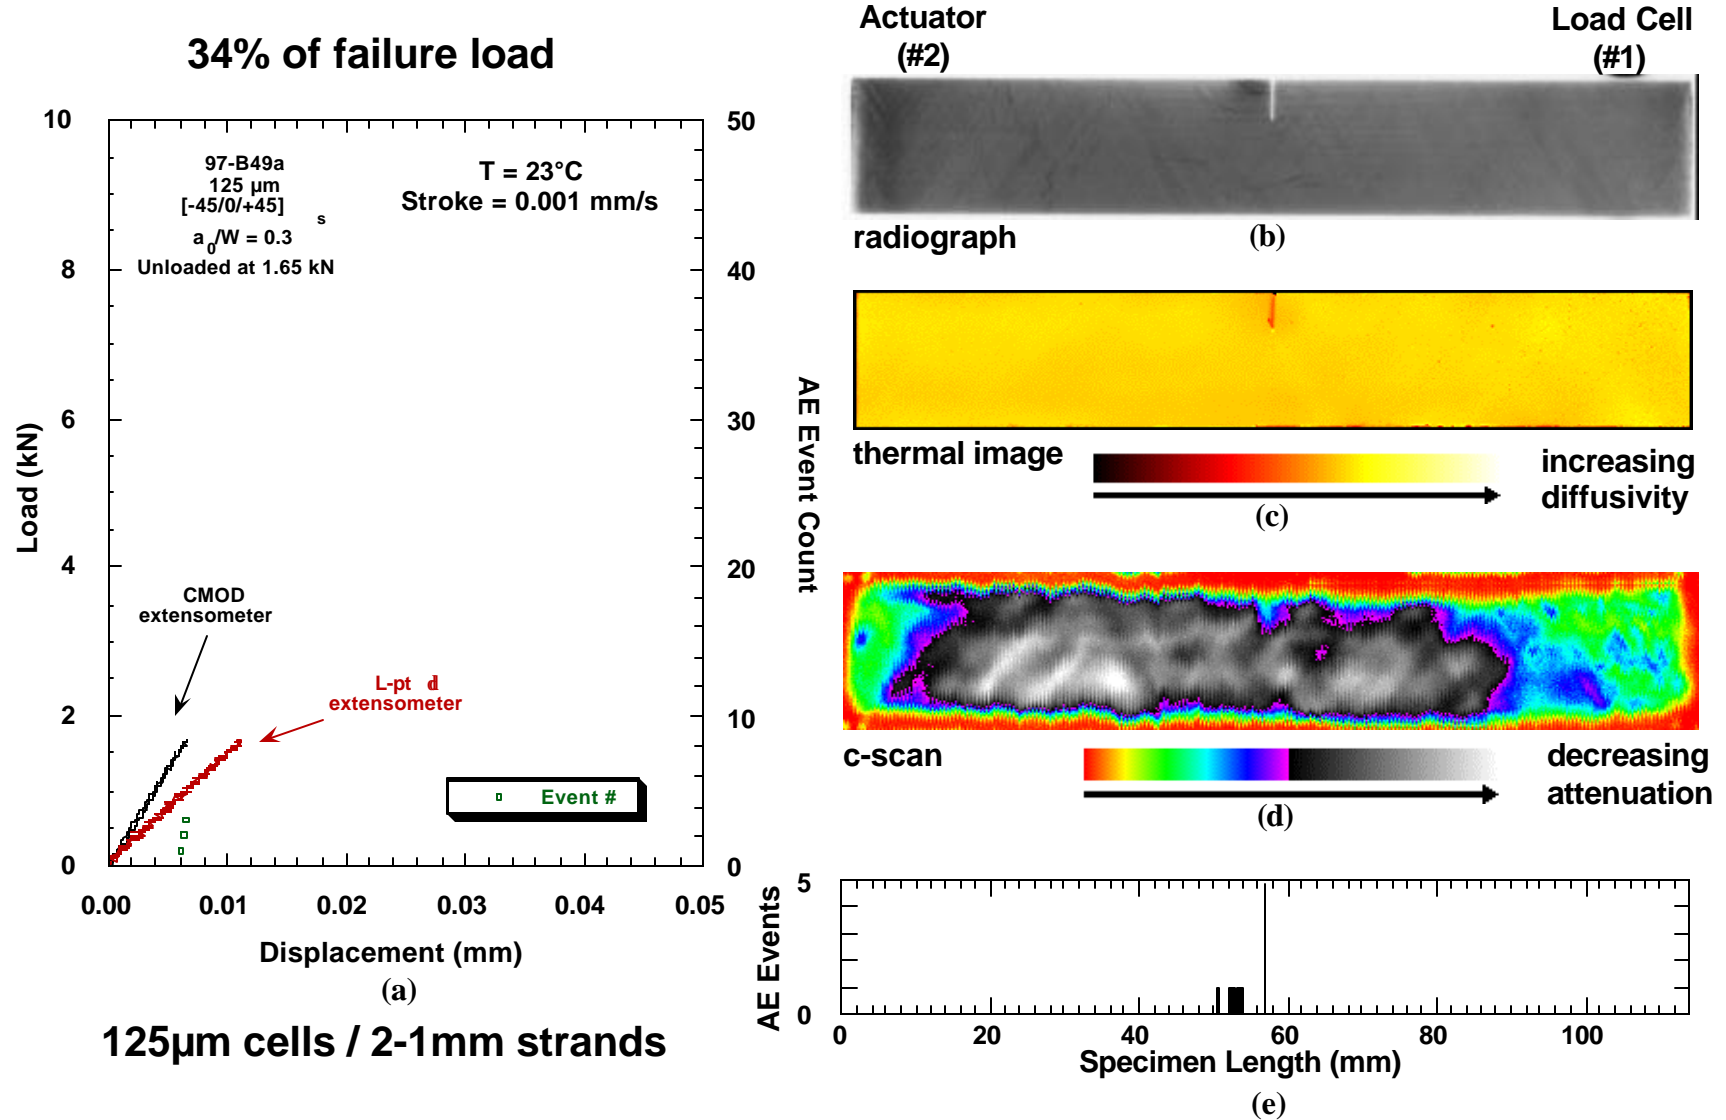 34% of failure load
10
8
6
4
2
0
Load (kN)
97-B49a
125 µm
[-45/0/+45]
s
a0/W = 0.3
Unloaded at 1.65 kN
T = 23°C
Stroke = 0.001 mm/s
CMOD
extensometer
L-pt d
extensometer
Event #
50
40
30
20
10
0
AE Event Count
0.00 0.01 0.02 0.03 0.04 0.05
Displacement (mm)
(a)
125µm cells / 2-1mm strands
Actuator
(#2)
Load Cell
(#1)
radiograph
(b)
thermal image
increasing
diffusivity
(c)
c-scan
decreasing
attenuation
(d)
AE Events
5
0
0 20 40 60 80 100
Specimen Length (mm)
(e)